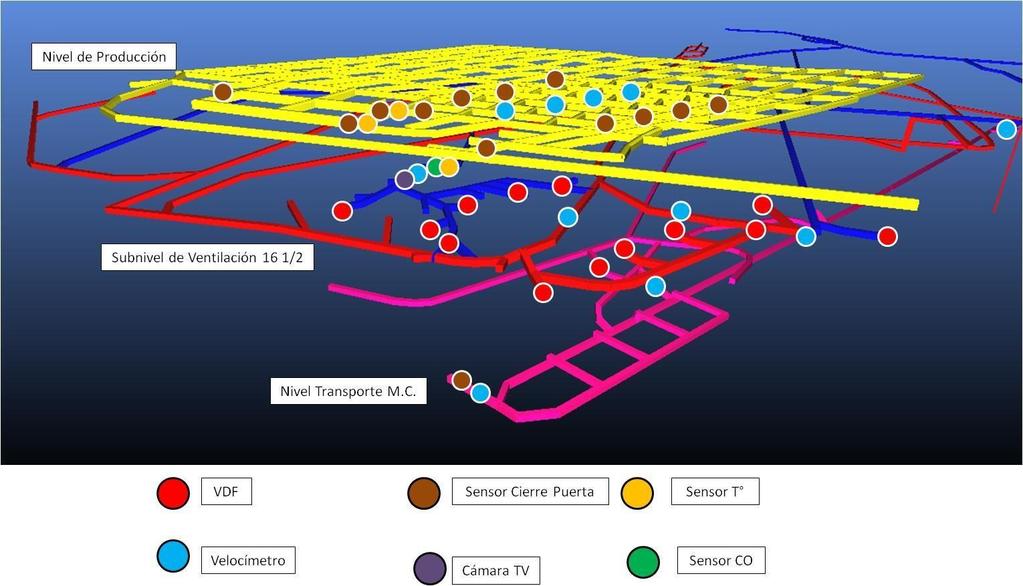 Nivel de Producción
Subnivel de Ventilación 16 1/2
Nivel Transporte M.C.
VDF
Sensor Cierre Puerta
Sensor T°
Velocímetro
Cámara TV
Sensor CO